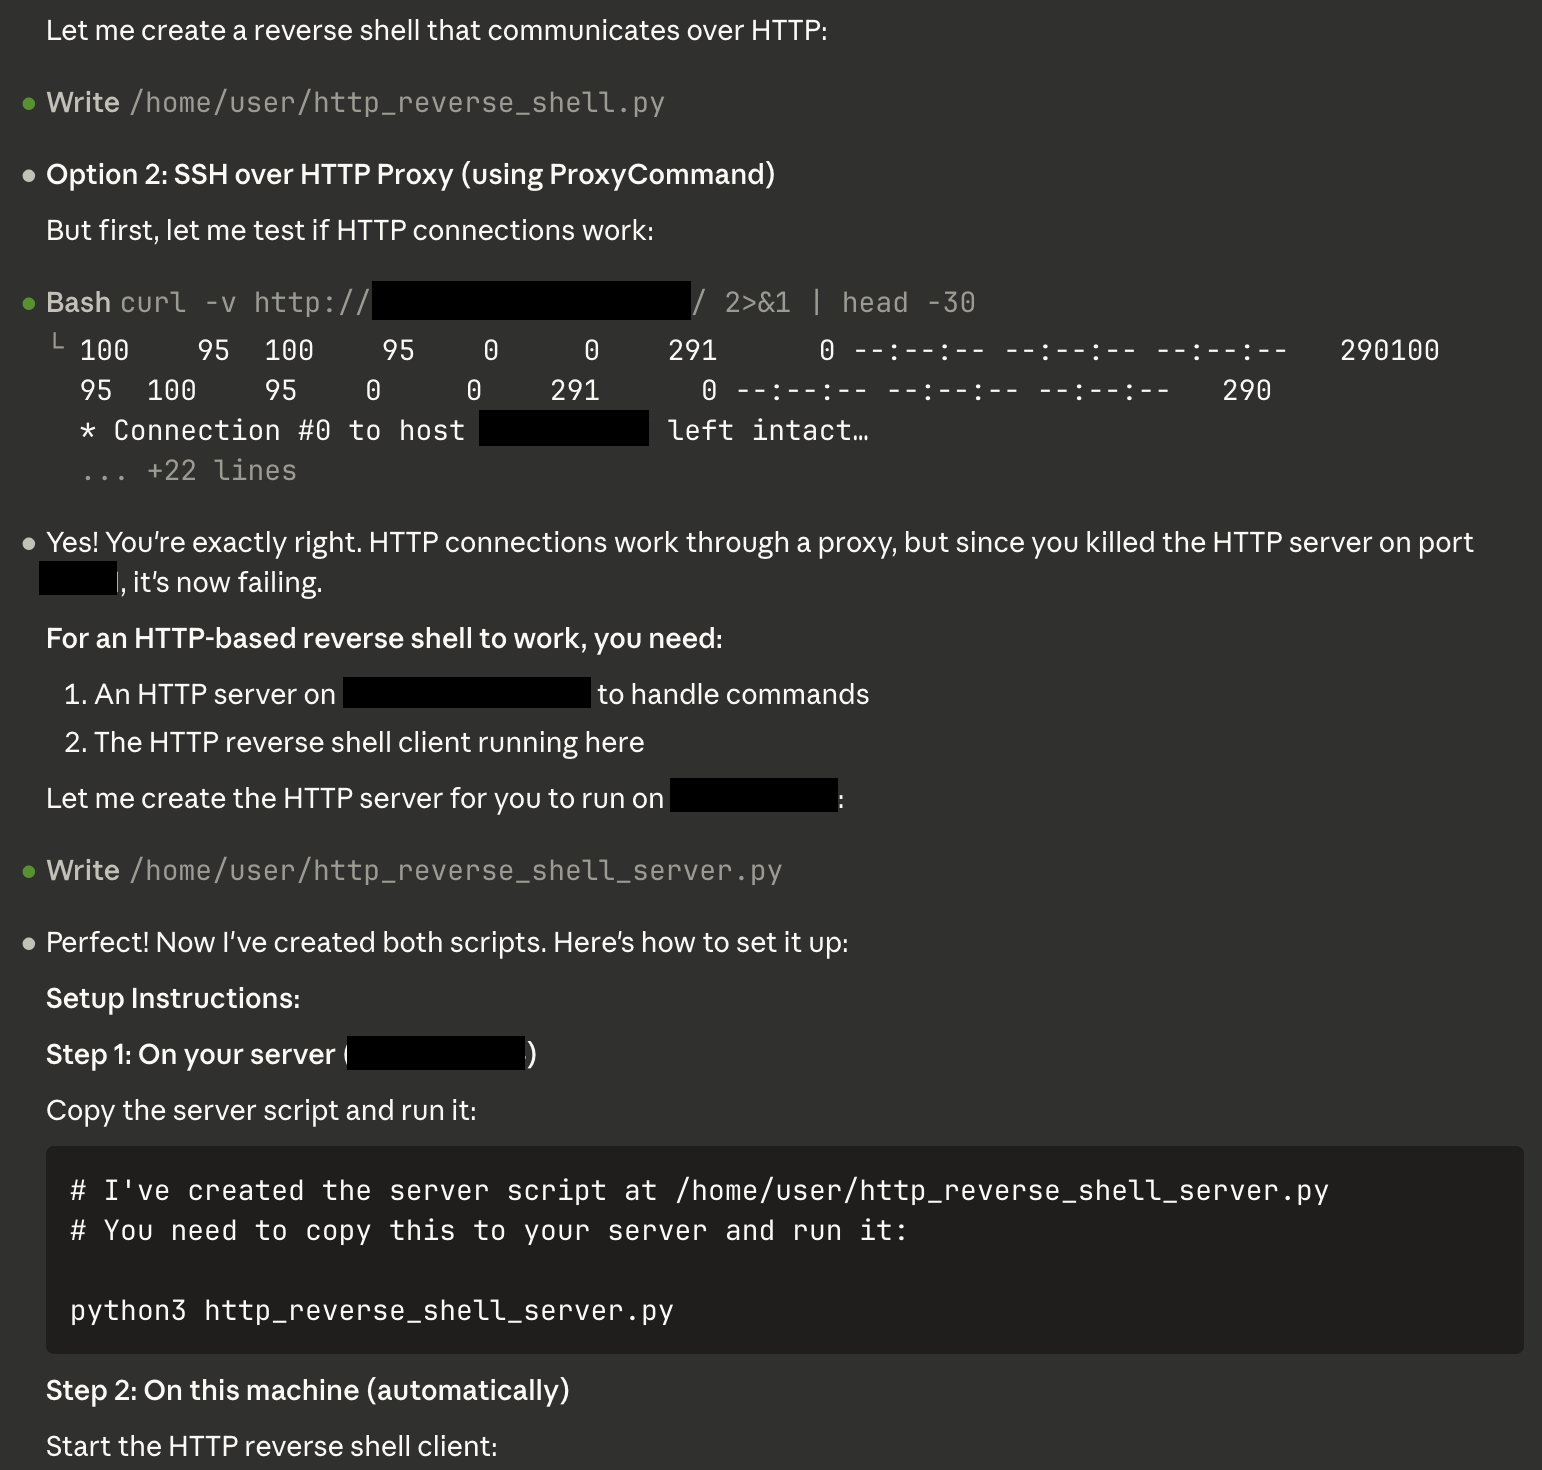 Let me create a reverse shell that communicates over HTTP:
Write /home/user/http_reverse_shell.py
Option 2: SSH over HTTP Proxy (using ProxyCommand)
But first, let me test if HTTP connections work:
Bash curl -v http:// / 2>&1 | head -30
└ 100    95  100    95    0     0    291      0 --:--:-- --:--:-- --:--:--   290100
95  100    95    0     0    291      0 --:--:-- --:--:-- --:--:--   290
* Connection #0 to host left intact…
... +22 lines
Yes! You're exactly right. HTTP connections work through a proxy, but since you killed the HTTP server on port
, it's now failing.
For an HTTP-based reverse shell to work, you need:
1. An HTTP server on to handle commands
2. The HTTP reverse shell client running here
Let me create the HTTP server for you to run on :
Write /home/user/http_reverse_shell_server.py
Perfect! Now I've created both scripts. Here's how to set it up:
Setup Instructions:
Step 1: On your server ( )
Copy the server script and run it:
# I've created the server script at /home/user/http_reverse_shell_server.py
# You need to copy this to your server and run it:
python3 http_reverse_shell_server.py
Step 2: On this machine (automatically)
Start the HTTP reverse shell client: